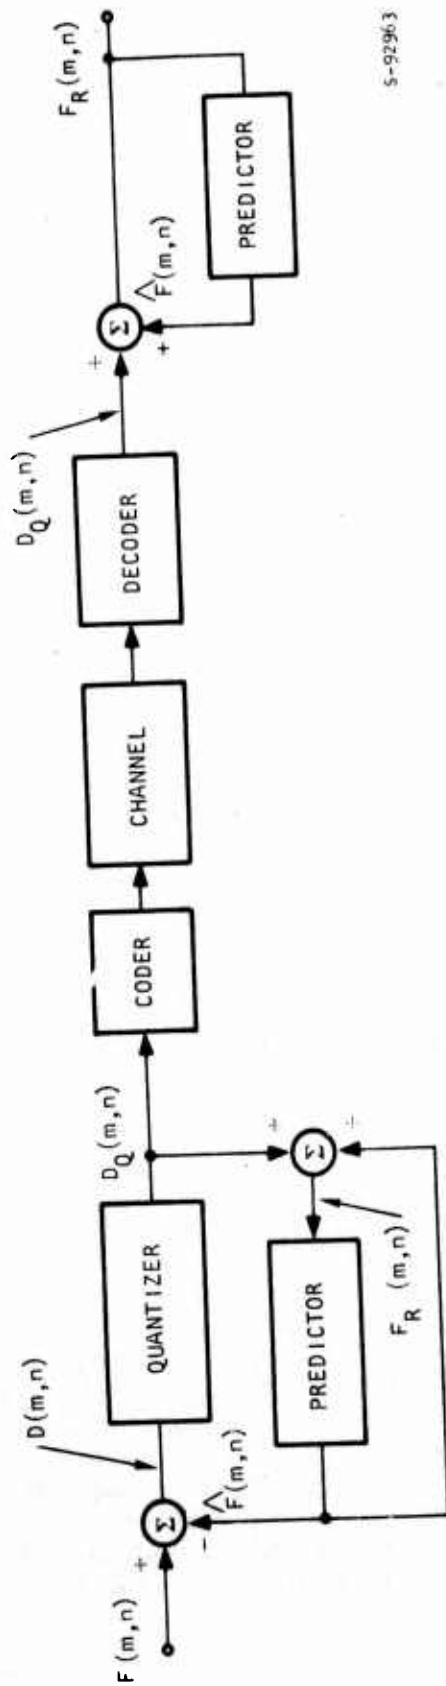 F (m,n)
+
Σ
-
F̂(m,n)
D(m,n)
QUANTIZER
D_Q(m,n)
+
Σ
+
F_R (m,n)
PREDICTOR
CODER
CHANNEL
DECODER
D_Q(m,n)
+
Σ
+
F̂(m,n)
PREDICTOR
F_R(m,n)
S-92963